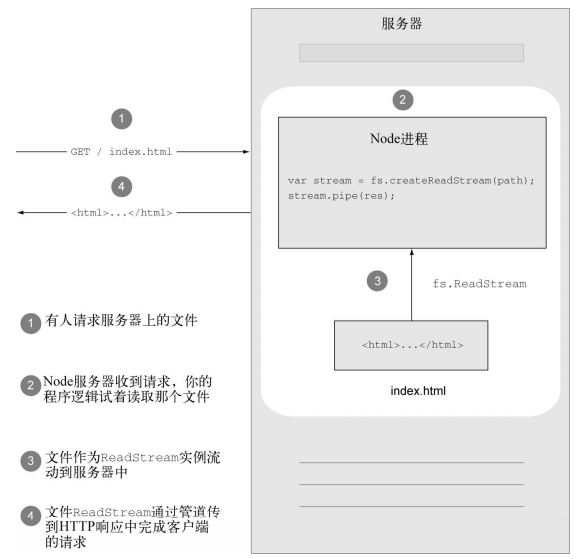 服务器
1
2
GET / index.html
Node进程
var stream = fs.createReadStream(path);
stream.pipe(res);
4
<html>...</html>
3
fs.ReadStream
<html>...</html>
index.html
1 有人请求服务器上的文件
2 Node服务器收到请求，你的
程序逻辑试着读取那个文件
3 文件作为ReadStream实例流
动到服务器中
4 文件ReadStream通过管道传
到HTTP响应中完成客户端
的请求